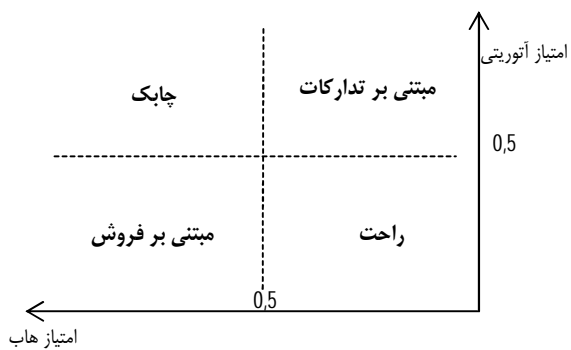 امتیاز آتوریتی
مبتنی بر تدارکات
چابک
0,5
راحت
مبتنی بر فروش
0,5
امتیاز هاب